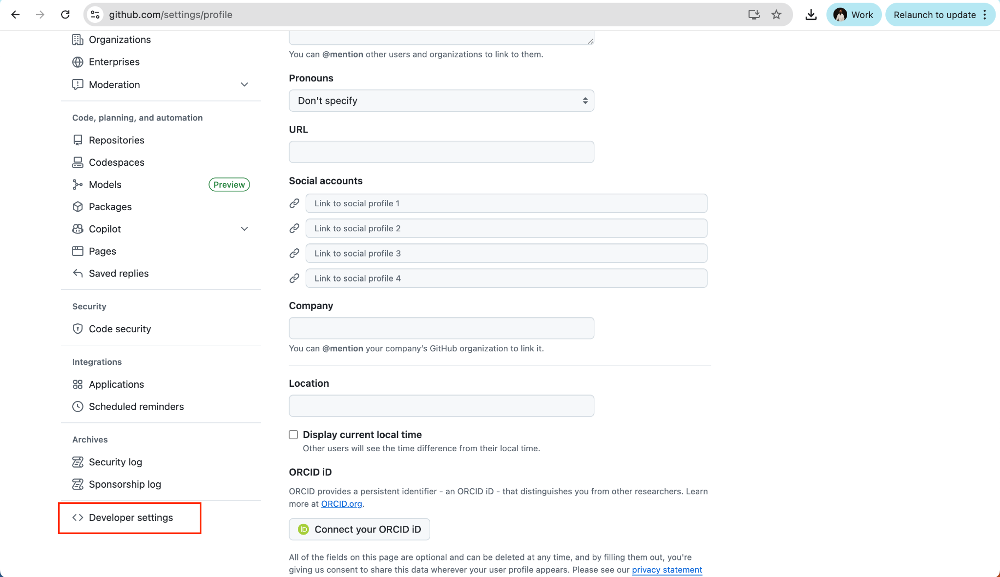 github.com/settings/profile
Work
Relaunch to update
Organizations
Enterprises
Moderation
Code, planning, and automation
Repositories
Codespaces
Models
Preview
Packages
Copilot
Pages
Saved replies
Security
Code security
Integrations
Applications
Scheduled reminders
Archives
Security log
Sponsorship log
Developer settings
You can @mention other users and organizations to link to them.
Pronouns
Don't specify
URL
Social accounts
Link to social profile 1
Link to social profile 2
Link to social profile 3
Link to social profile 4
Company
You can @mention your company’s GitHub organization to link it.
Location
Display current local time
Other users will see the time difference from their local time.
ORCID iD
ORCID provides a persistent identifier - an ORCID iD - that distinguishes you from other researchers. Learn
more at ORCID.org.
iD Connect your ORCID iD
All of the fields on this page are optional and can be deleted at any time, and by filling them out, you're
giving us consent to share this data wherever your user profile appears. Please see our privacy statement